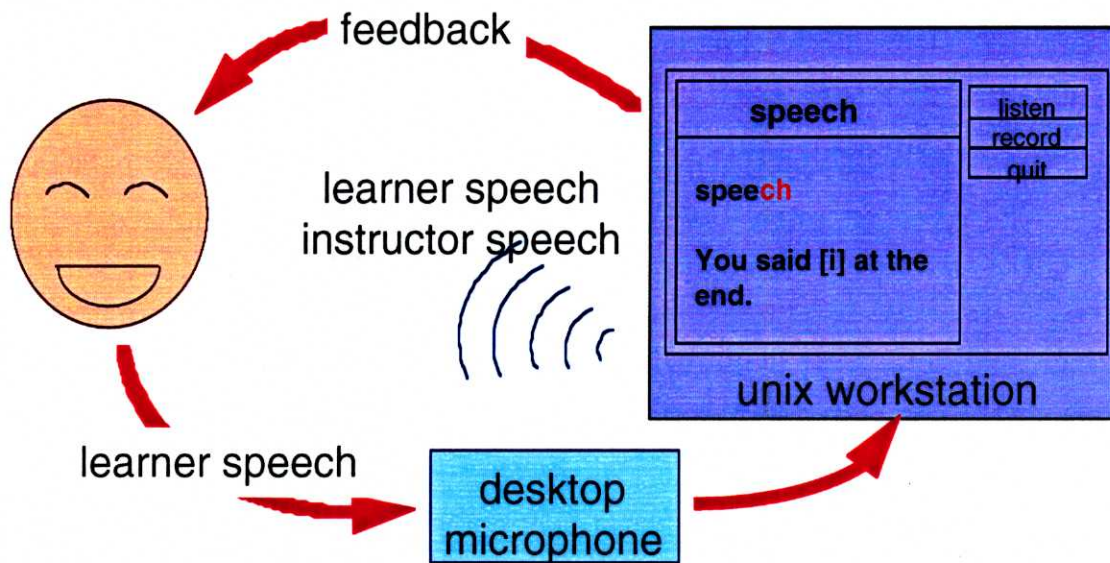 feedback
speech
listen
record
quit
speech
You said [i] at the
end.
learner speech
instructor speech
unix workstation
learner speech
desktop
microphone